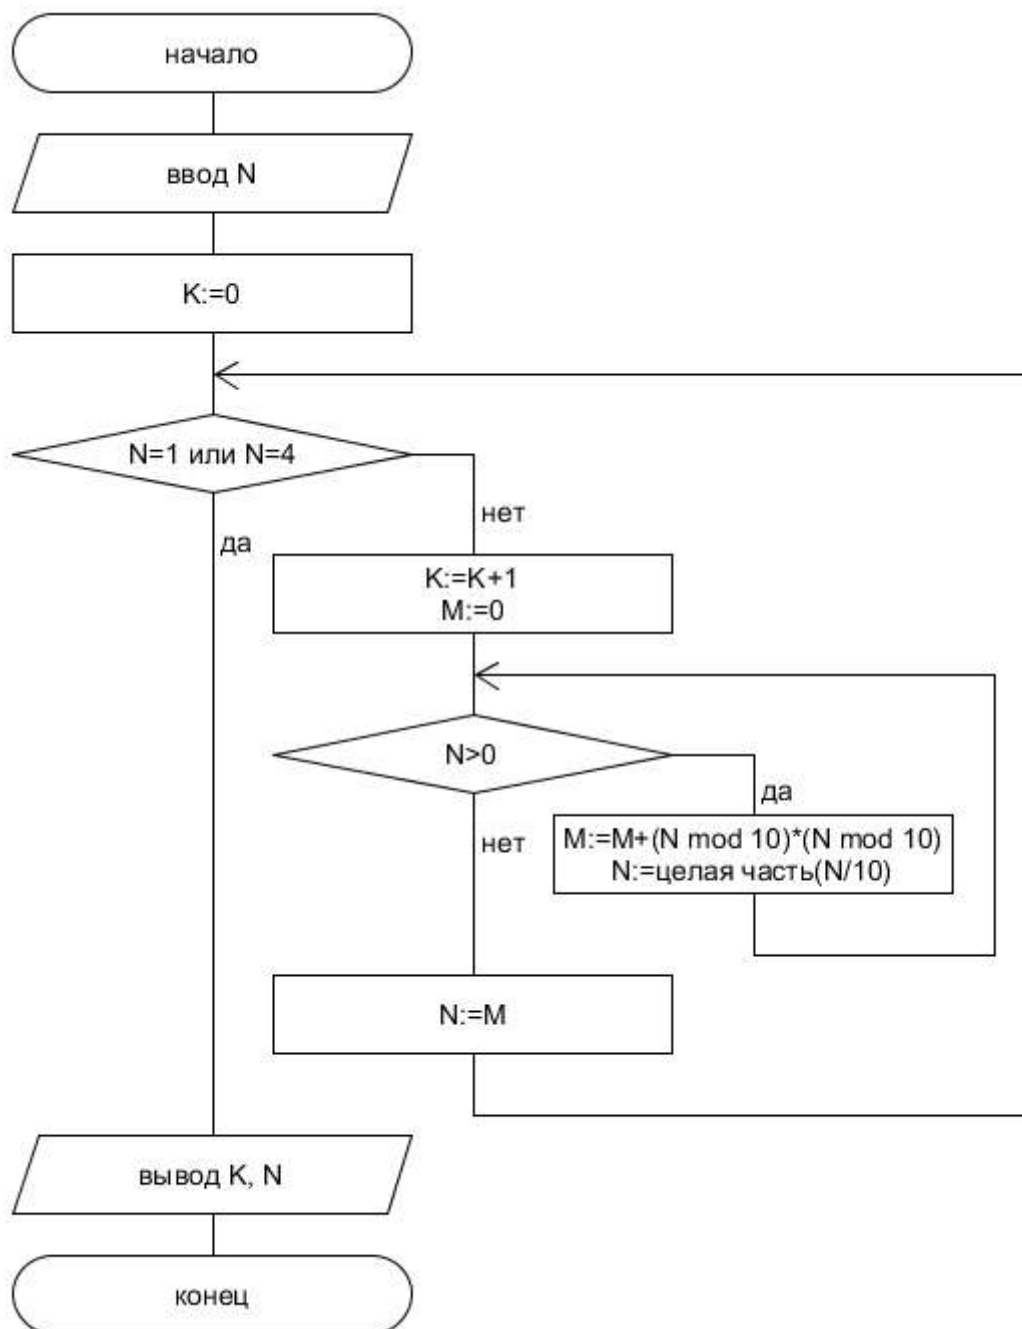 начало
ввод N
K:=0
N=1 или N=4
нет
да
K:=K+1
M:=0
N>0
да
нет
M:=M+(N mod 10)*(N mod 10)
N:=целая часть(N/10)
N:=M
вывод K, N
конец